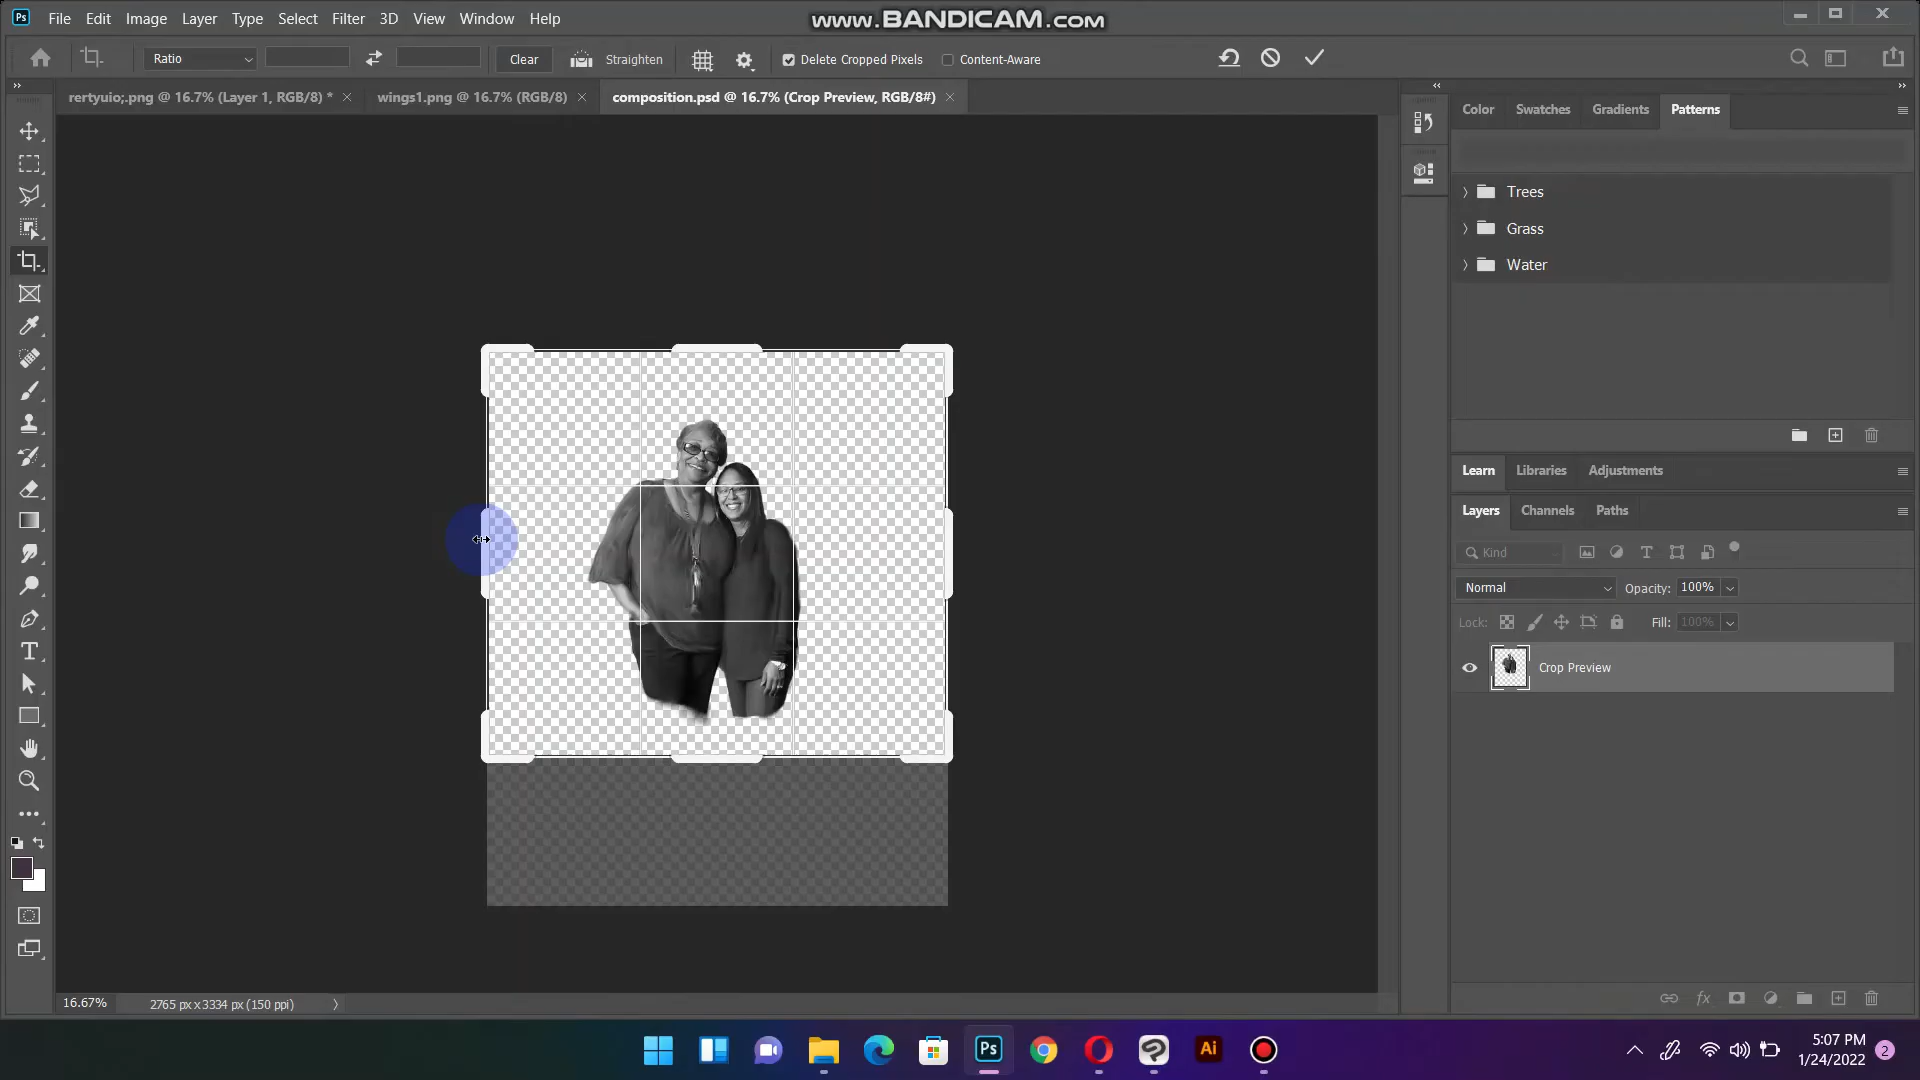 www.BANDICAM.com
Ps File Edit Image Layer Type Select Filter 3D View Window Help
Ratio Clear Straighten Delete Cropped Pixels Content-Aware
rertyuio;.png @ 16.7% (Layer 1, RGB/8) * wings1.png @ 16.7% (RGB/8) composition.psd @ 16.7% (Crop Preview, RGB/8#)
Color Swatches Gradients Patterns
Trees
Grass
Water
Learn Libraries Adjustments
Layers Channels Paths
Kind
Normal Opacity: 100%
Lock: Fill: 100%
Crop Preview
16.67% 2765 px x 3334 px (150 ppi)
Ps Ai
5:07 PM
1/24/2022 2